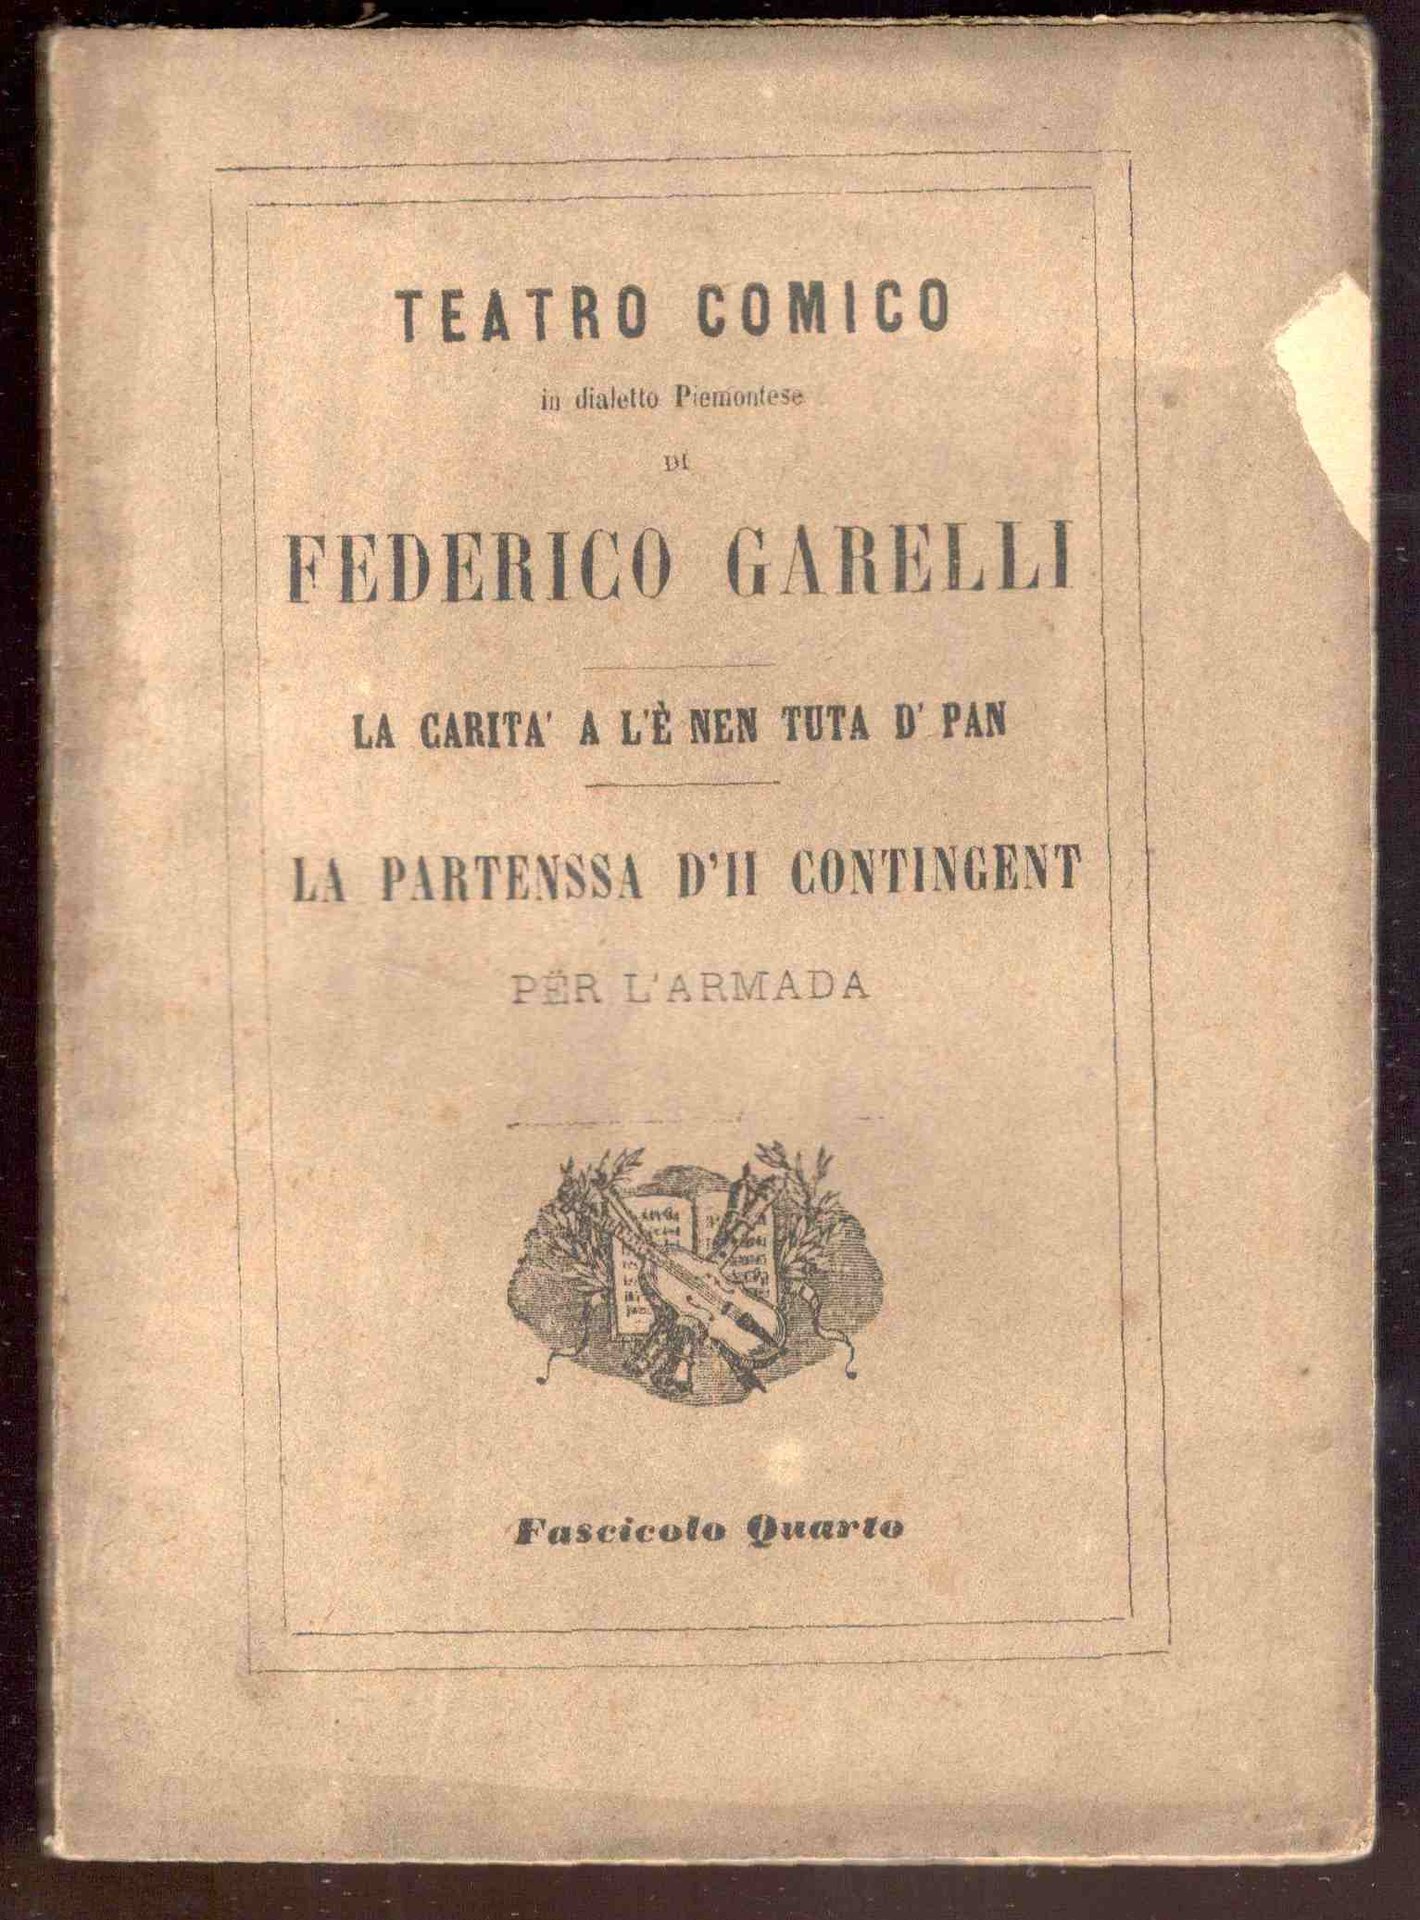 TEATRO COMICO
in dialetto Piemontese
DI
FEDERICO GARELLI
LA CARITA' A L'È NEN TUTA D' PAN
LA PARTENSSA D'II CONTINGENT
PËR L'ARMADA
Fascicolo Quarto